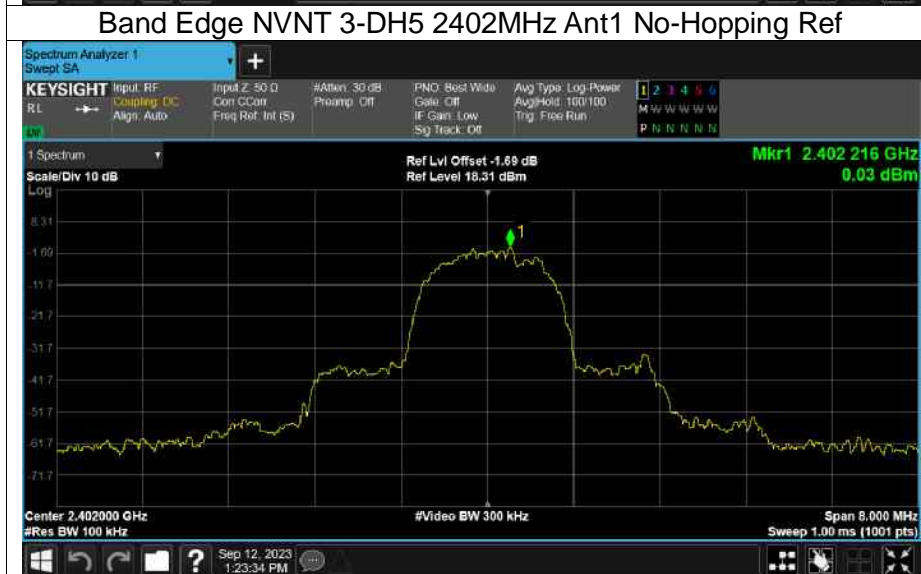 Band Edge NVNT 3-DH5 2402MHz Ant1 No-Hopping Ref
Spectrum Analyzer 1
Swept SA
KEYSIGHT Input: RF Input Z: 50 Ω #Atten: 30 dB PNO: Best Wide Avg Type: Log-Power 1 2 3 4 5 6
RL Coupling: DC Corr CCorr Preamp: Off Gate: Off Avg|Hold: 100/100 M W W W W W
Align: Auto Freq Ref: Int (S) IF Gain: Low Trig: Free Run
Sig Track: Off P N N N N N
1 Spectrum Ref Lvl Offset -1.69 dB Mkr1 2.402 216 GHz
Scale/Div 10 dB Ref Level 18.31 dBm 0.03 dBm
Log
8.31
1
-1.69
-11.7
-21.7
-31.7
-41.7
-51.7
-61.7
-71.7
Center 2.402000 GHz #Video BW 300 kHz Span 8.000 MHz
#Res BW 100 kHz Sweep 1.00 ms (1001 pts)
? Sep 12, 2023
1:23:34 PM